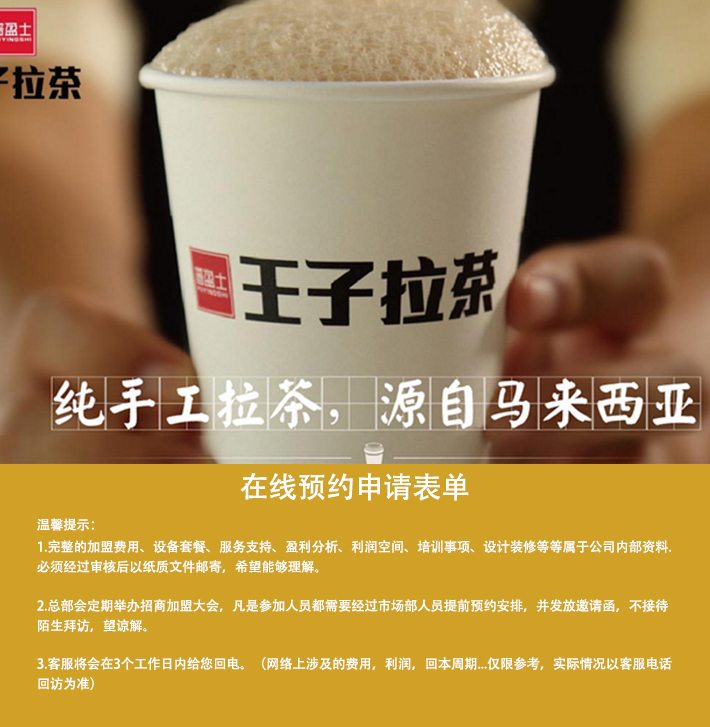 盈士
YINGSHI
子拉茶
普盈士
PUYINGSHI
王子拉茶
纯手工拉茶，源自马来西亚
在线预约申请表单
温馨提示：
1.完整的加盟费用、设备套餐、服务支持、盈利分析、利润空间、培训事项、设计装修等等属于公司内部资料.
必须经过审核后以纸质文件邮寄，希望能够理解。
2.总部会定期举办招商加盟大会，凡是参加人员都需要经过市场部人员提前预约安排，并发放邀请函，不接待
陌生拜访，望谅解。
3.客服将会在3个工作日内给您回电。（网络上涉及的费用，利润，回本周期...仅限参考，实际情况以客服电话
回访为准）